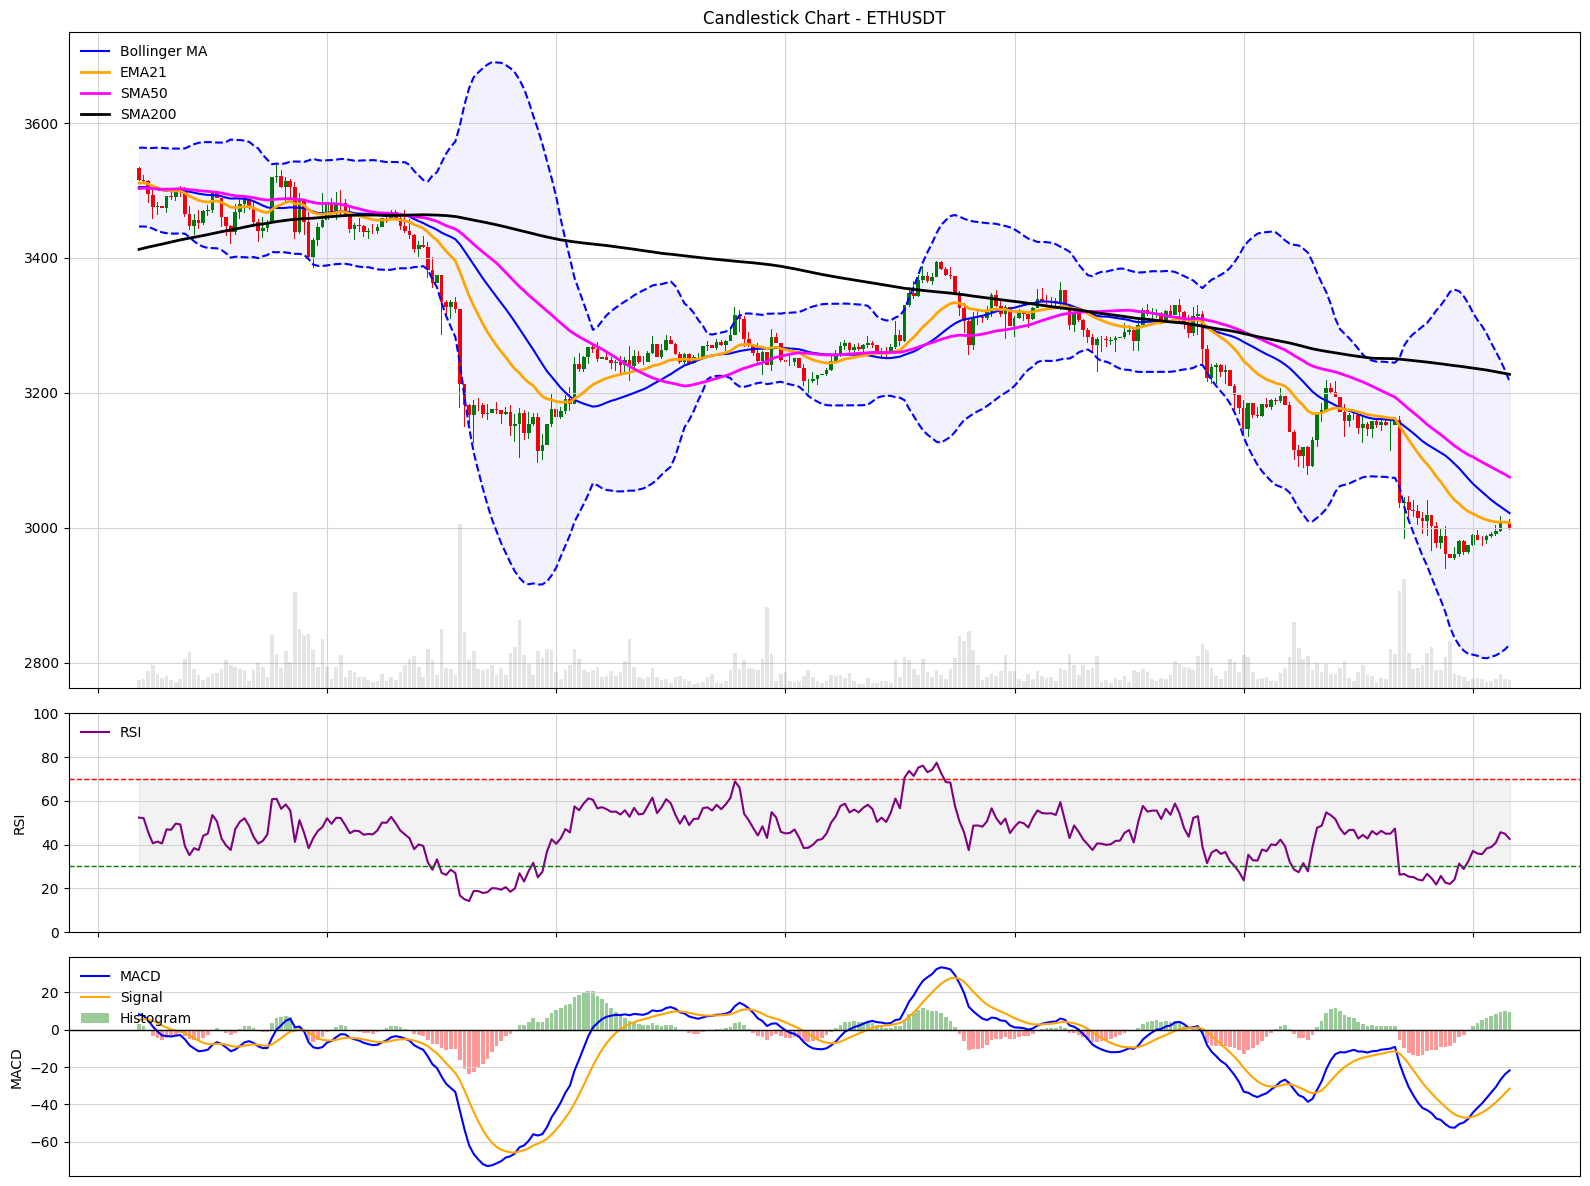 Candlestick Chart - ETHUSDT
Bollinger MA
EMA21
SMA50
SMA200
3600
3400
3200
3000
2800
100
80
60
40
20
0
RSI
RSI
20
0
−20
−40
−60
MACD
MACD
Signal
Histogram